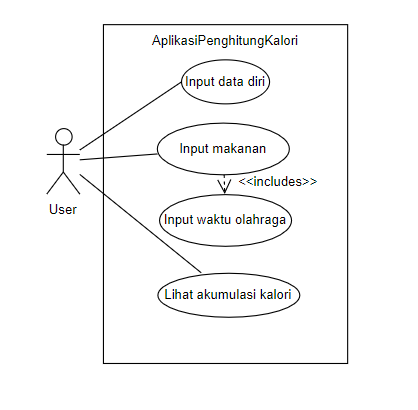 AplikasiPenghitungKalori
Input data diri
Input makanan
<<includes>>
User
Input waktu olahraga
Lihat akumulasi kalori